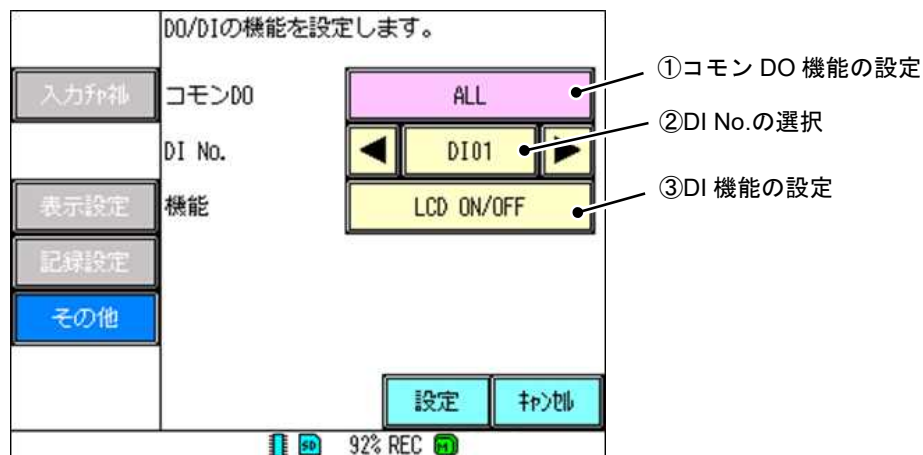 DO/DIの機能を設定します。
①コモン DO 機能の設定
入力ﾁｬﾈﾙ
コモンDO
ALL
②DI No.の選択
DI No.
DI01
③DI 機能の設定
表示設定
機能
LCD ON/OFF
記録設定
その他
設定
ｷｬﾝｾﾙ
SD 92% REC M